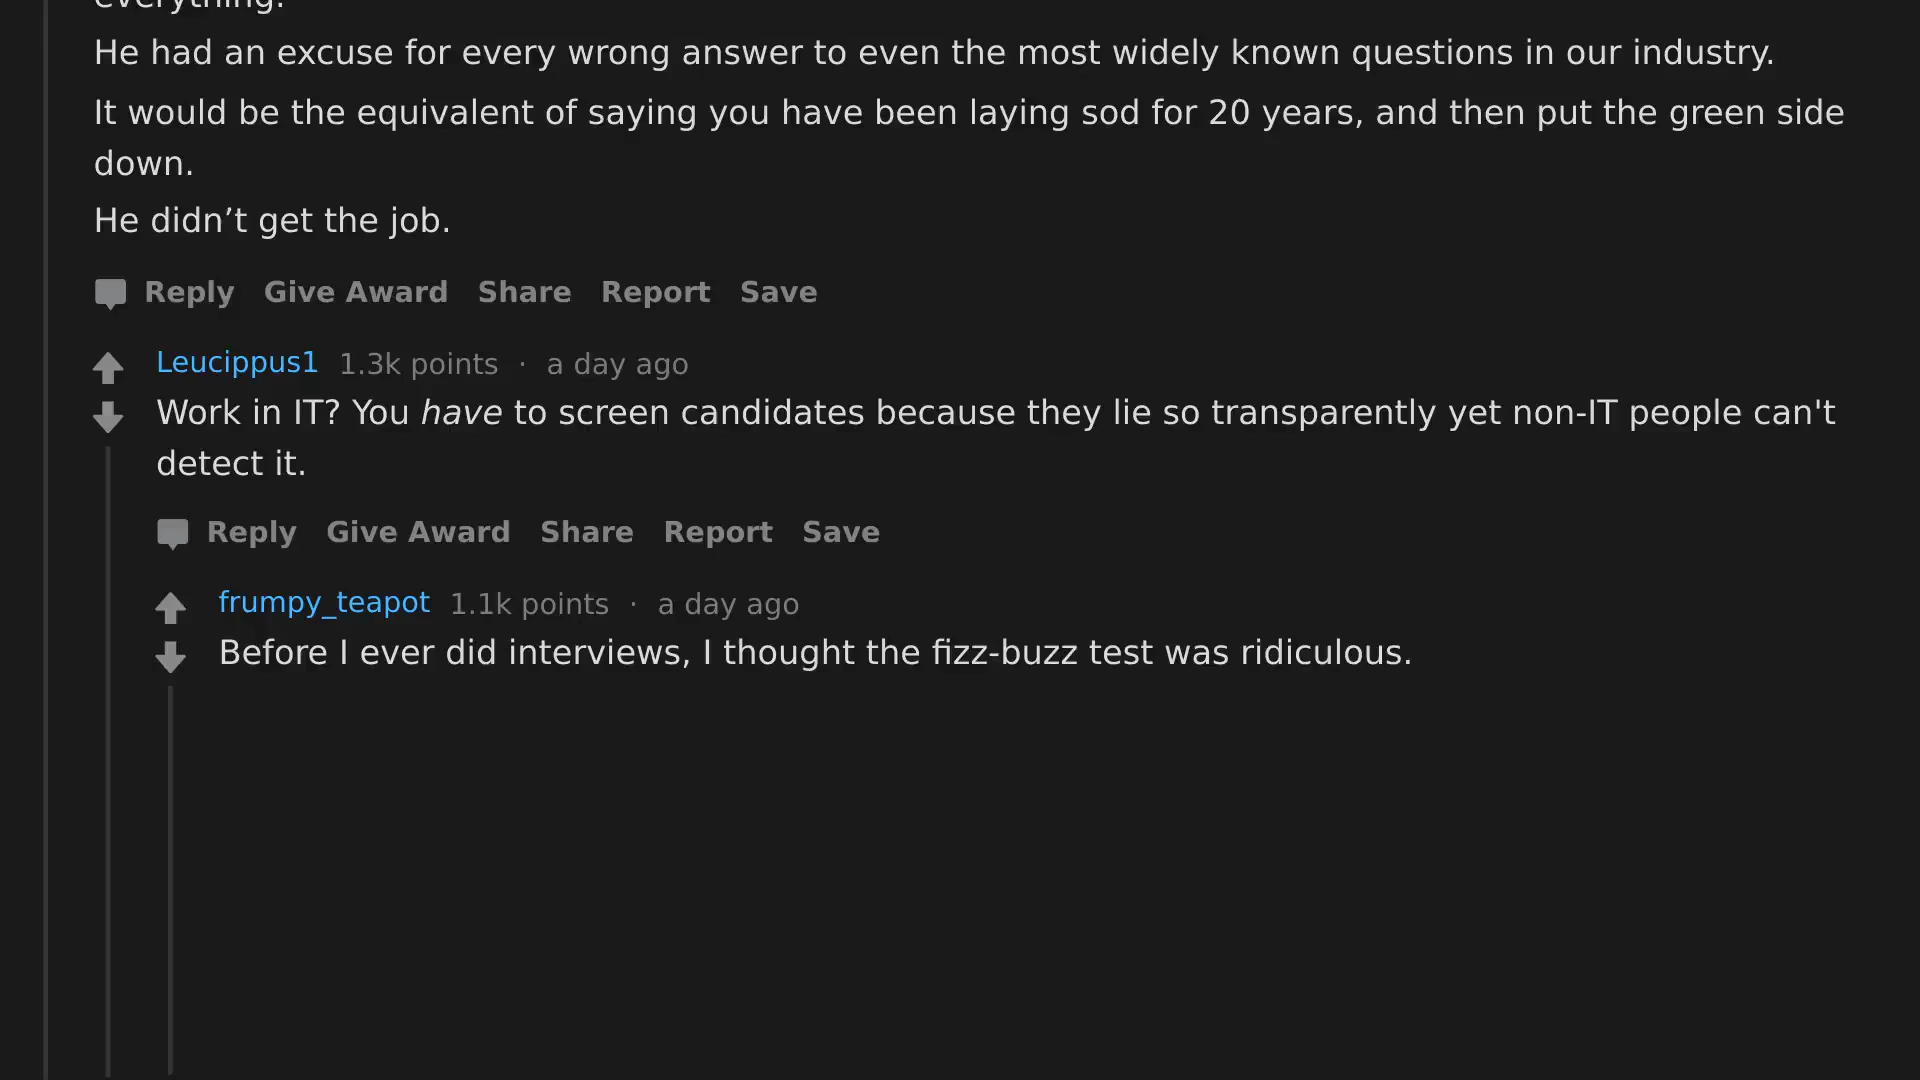 everything.
He had an excuse for every wrong answer to even the most widely known questions in our industry.
It would be the equivalent of saying you have been laying sod for 20 years, and then put the green side
down.
He didn’t get the job.
Reply Give Award Share Report Save
Leucippus1 1.3k points · a day ago
Work in IT? You have to screen candidates because they lie so transparently yet non-IT people can't
detect it.
Reply Give Award Share Report Save
frumpy_teapot 1.1k points · a day ago
Before I ever did interviews, I thought the fizz-buzz test was ridiculous.